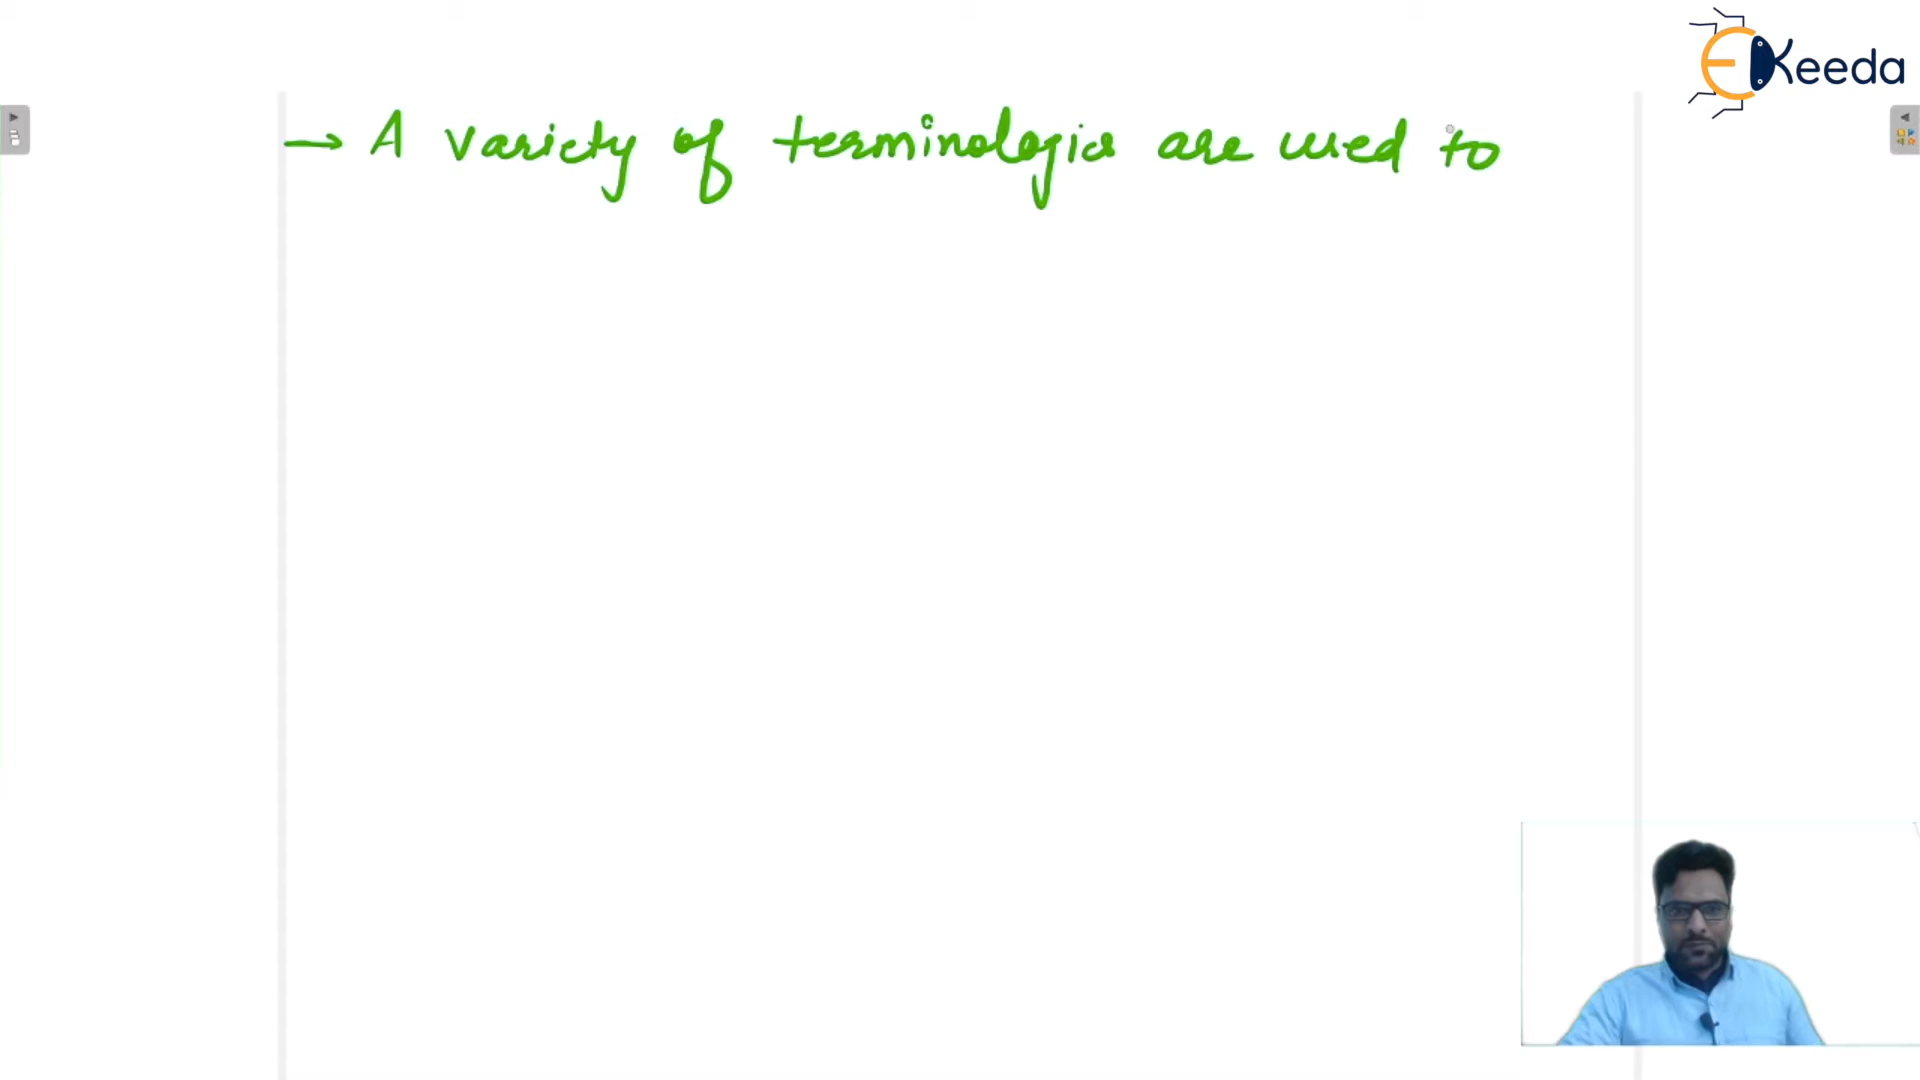 EKeeda
→ A variety of terminologies are used to